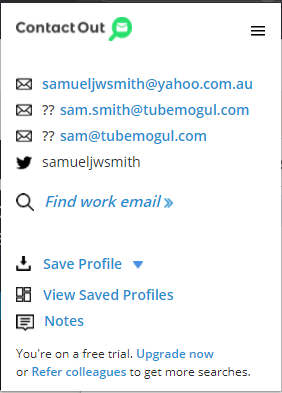 ContactOut
samueljwsmith@yahoo.com.au
?? sam.smith@tubemogul.com
?? sam@tubemogul.com
samueljwsmith
Find work email »
Save Profile
View Saved Profiles
Notes
You're on a free trial. Upgrade now
or Refer colleagues to get more searches.